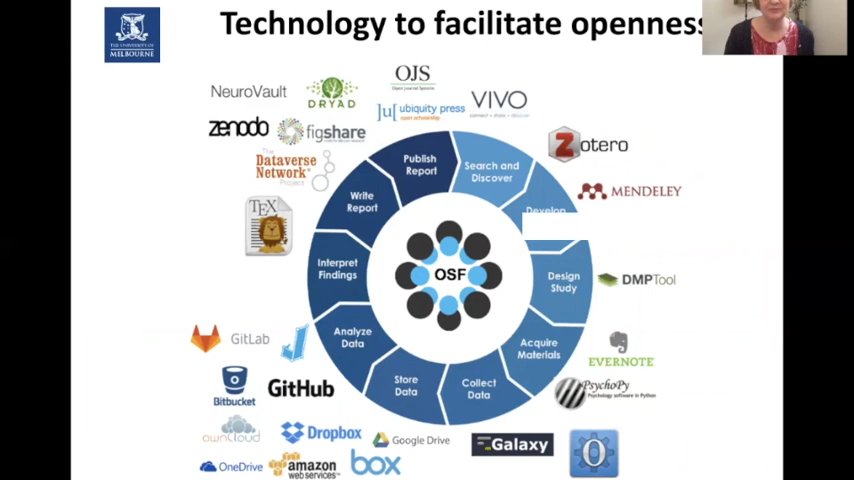 Technology to facilitate openness
THE UNIVERSITY OF
MELBOURNE
NeuroVault
DRYAD
OJS
Open Journal Systems
]u[ ubiquity press
open scholarship
VIVO
connect • share • discover
zenodo
figshare
The
Dataverse
Network®
Project
TEX
Zotero
MENDELEY
DMPTool
EVERNOTE
PsychoPy
Psychology software in Python
Publish
Report
Search and
Discover
Develop
Design
Study
Acquire
Materials
Collect
Data
Store
Data
Analyze
Data
Interpret
Findings
Write
Report
OSF
GitLab
Bitbucket
GitHub
ownCloud
Dropbox
Google Drive
OneDrive
amazon
web services™
box
Galaxy